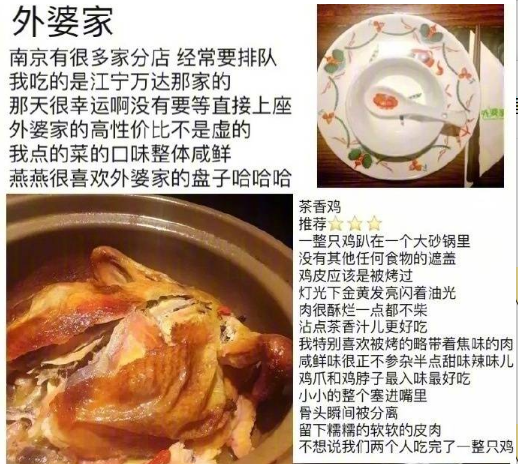 外婆家
南京有很多家分店 经常要排队
我吃的是江宁万达那家的
那天很幸运啊没有要等直接上座
外婆家的高性价比不是虚的
我点的菜的口味整体咸鲜
燕燕很喜欢外婆家的盘子哈哈哈
外婆家
茶香鸡
推荐⭐⭐⭐
一整只鸡趴在一个大砂锅里
没有其他任何食物的遮盖
鸡皮应该是被烤过
灯光下金黄发亮闪着油光
肉很酥烂一点都不柴
沾点茶香汁儿更好吃
我特别喜欢被烤的略带着焦味的肉
咸鲜味很正不参杂半点甜味辣味儿
鸡爪和鸡脖子最入味最好吃
小小的整个塞进嘴里
骨头瞬间被分离
留下糯糯的软软的皮肉
不想说我们两个人吃完了一整只鸡